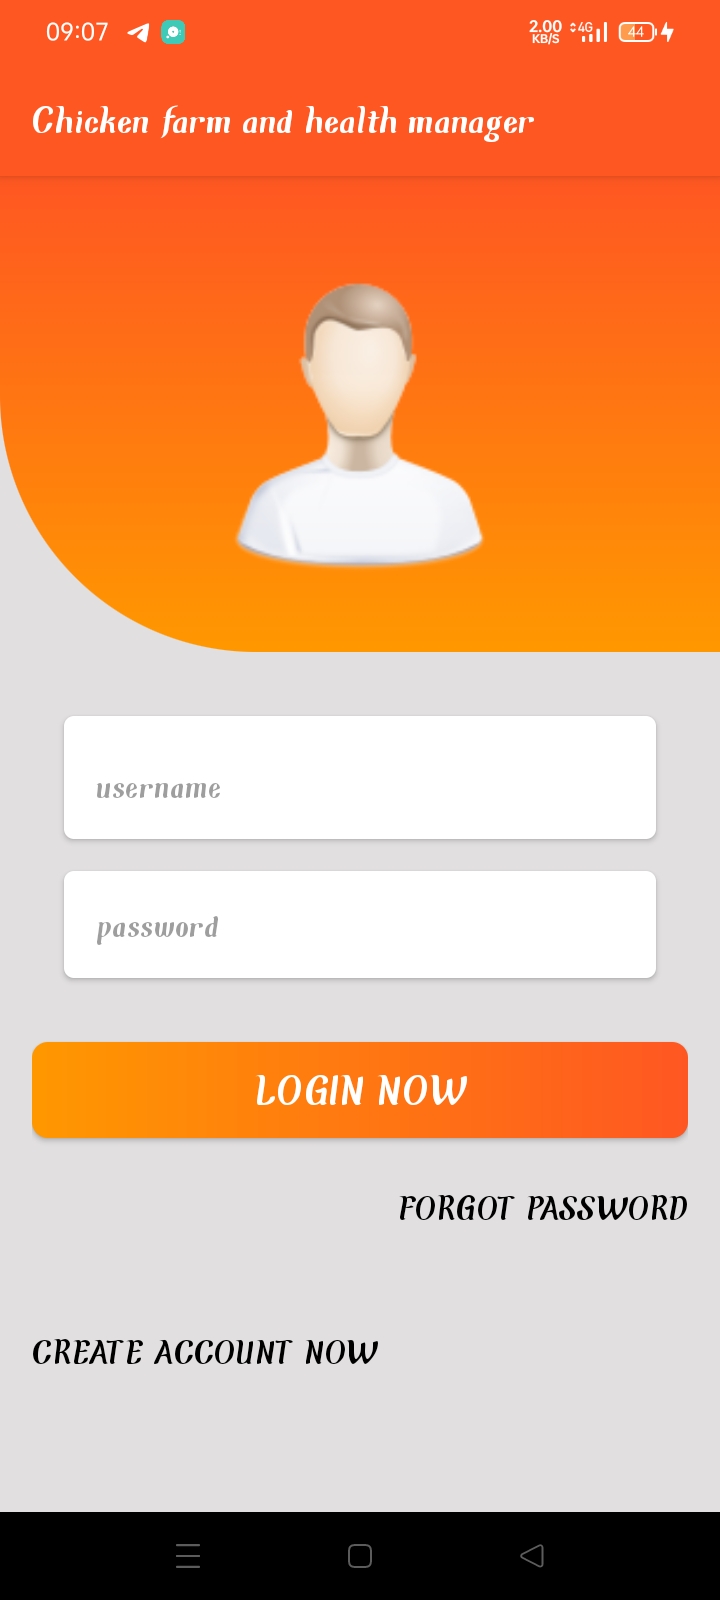 09:07
2.00 KB/S 4G 44
Chicken farm and health manager
username
password
LOGIN NOW
FORGOT PASSWORD
CREATE ACCOUNT NOW